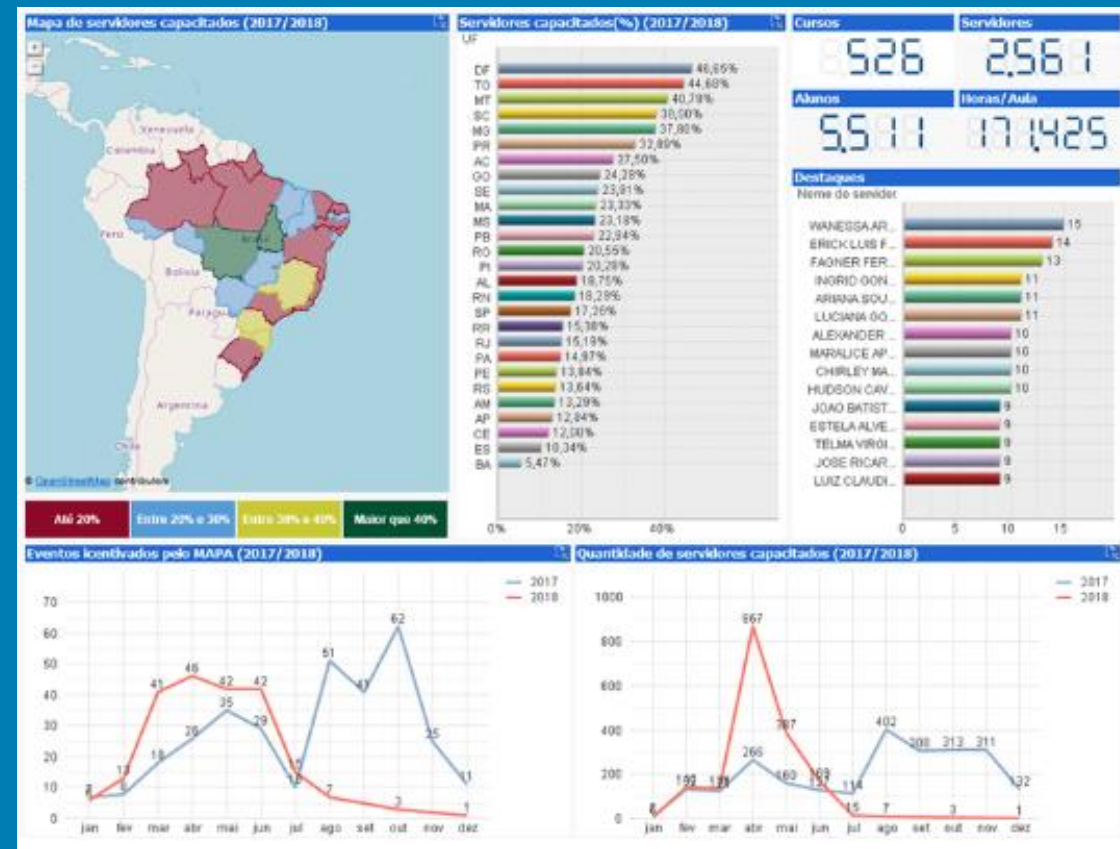 Mapa de servidores capacitados (2017/2018)
Venezuela
Colombia
Peru
Brasil
Bolivia
Paragu
Argentina
Chile
© OpenStreetMap contributors
Até 20%
Entre 20% e 30%
Entre 30% e 40%
Maior que 40%
Servidores capacitados(%) (2017/2018)
UF
DF 46,65%
TO 44,68%
MT 40,78%
SC 38,00%
MG 37,80%
PR 32,89%
AC 27,50%
GO 24,28%
SE 23,91%
MA 23,33%
MS 23,18%
PB 22,94%
RO 20,55%
PI 20,28%
AL 18,75%
RN 18,28%
SP 17,26%
RR 15,38%
RJ 15,19%
PA 14,97%
PE 13,84%
RS 13,64%
AM 13,29%
AP 12,84%
CE 12,00%
ES 10,34%
BA 5,47%
0% 20% 40%
Cursos
526
Servidores
2.561
Alunos
5.511
Horas/Aula
171.425
Destaques
Nome do servidor
WANESSA AR... 15
ERICK LUIS F... 14
FAGNER FER... 13
INGRID GON... 11
ARIANA SOU... 11
LUCIANA GO... 11
ALEXANDER ... 10
MARALICE AP... 10
CHIRLEY MA... 10
HUDSON CAV... 10
JOAO BATIST... 9
ESTELA ALVE... 9
TELMA VIRGI... 9
JOSE RICAR... 9
LUIZ CLAUDI... 9
0 5 10 15
Eventos icentivados pelo MAPA (2017/2018)
2017
2018
70
60
50
40
30
20
10
0
62
51
46
41 42 42 41
35
29
26 25
18
13
11
7
3
1
jan fev mar abr mai jun jul ago set out nov dez
Quantidade de servidores capacitados (2017/2018)
2017
2018
1000
800
600
400
200
0
867
387 402
266 308 313 311
160
132
114
15
7
3
1
jan fev mar abr mai jun jul ago set out nov dez